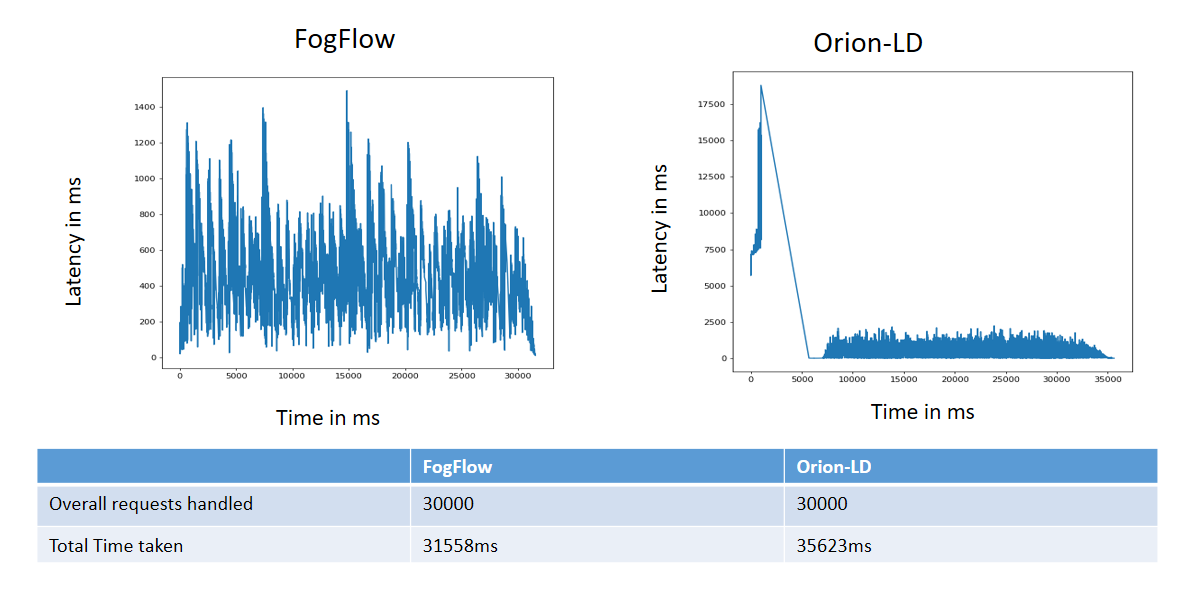 FogFlow
Orion-LD
Latency in ms
1400
1200
1000
800
600
400
200
0
0 5000 10000 15000 20000 25000 30000
Time in ms
Latency in ms
17500
15000
12500
10000
7500
5000
2500
0
0 5000 10000 15000 20000 25000 30000 35000
Time in ms
FogFlow Orion-LD
Overall requests handled 30000 30000
Total Time taken 31558ms 35623ms